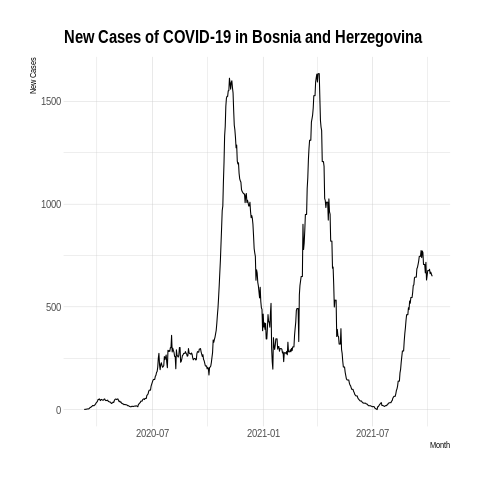 New Cases of COVID-19 in Bosnia and Herzegovina
New Cases
1500
1000
500
0
2020-07
2021-01
2021-07
Month